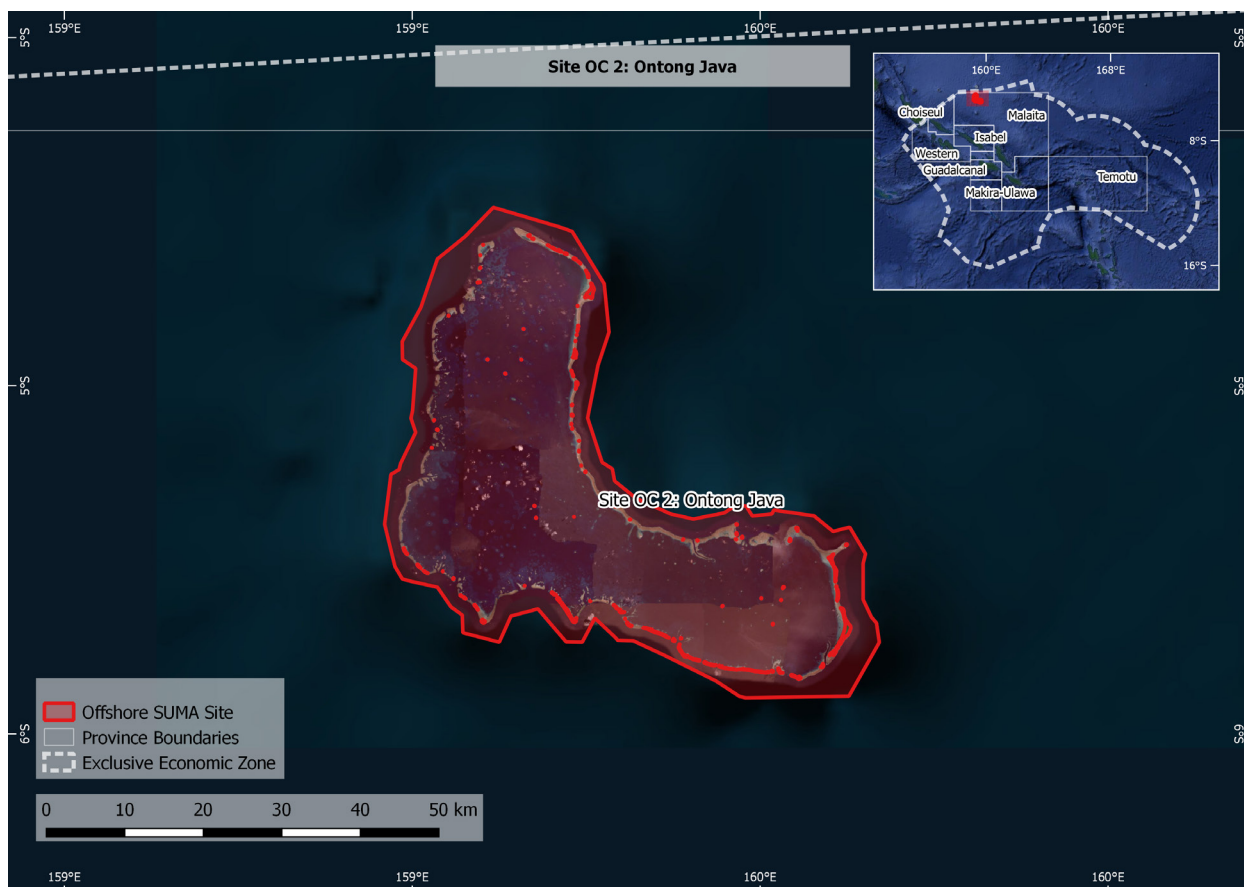 159°E 159°E 160°E 160°E
5°S 5°S
Site OC 2: Ontong Java
160°E 168°E
Choiseul
Malaita
Isabel
8°S
Western
Guadalcanal
Temotu
Makira-Ulawa
16°S
5°S 5°S
Site OC 2: Ontong Java
Offshore SUMA Site
6°S 6°S
Province Boundaries
Exclusive Economic Zone
0 10 20 30 40 50 km
159°E 159°E 160°E 160°E